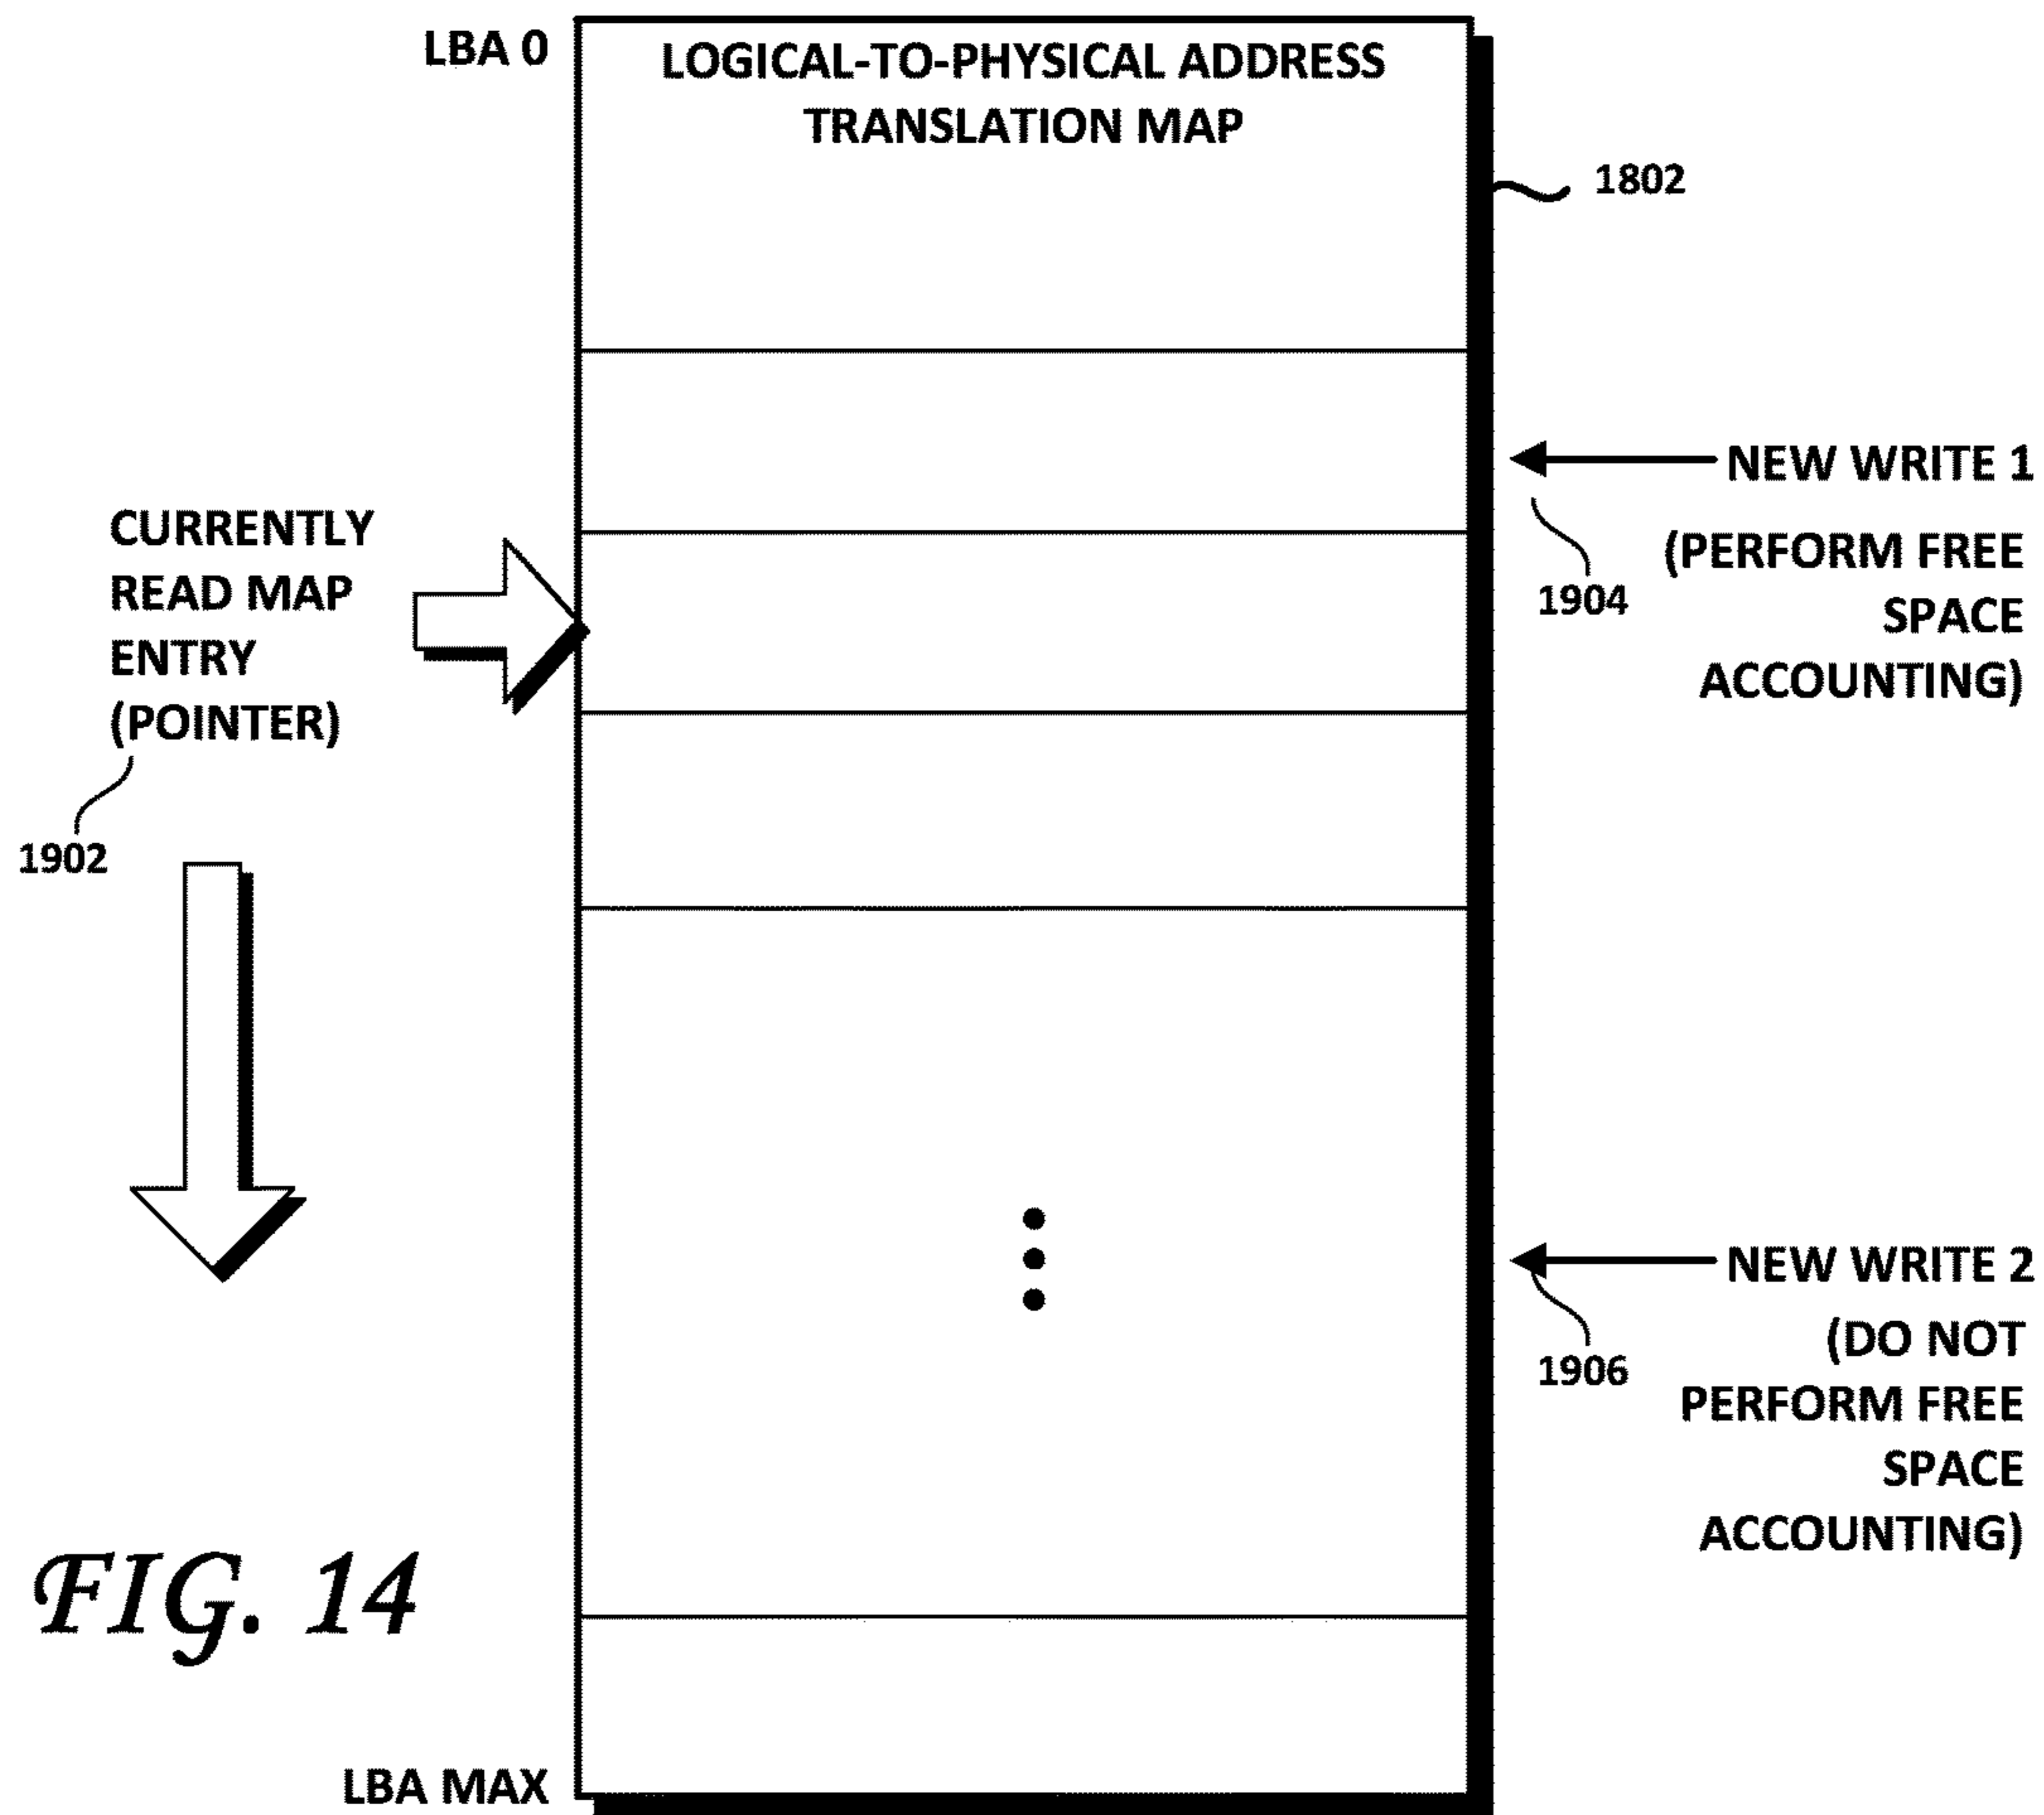 LBA 0
LOGICAL-TO-PHYSICAL ADDRESS
TRANSLATION MAP
1802
NEW WRITE 1
(PERFORM FREE
SPACE
ACCOUNTING)
1904
CURRENTLY
READ MAP
ENTRY
(POINTER)
1902
NEW WRITE 2
(DO NOT
PERFORM FREE
SPACE
ACCOUNTING)
1906
FIG. 14
LBA MAX